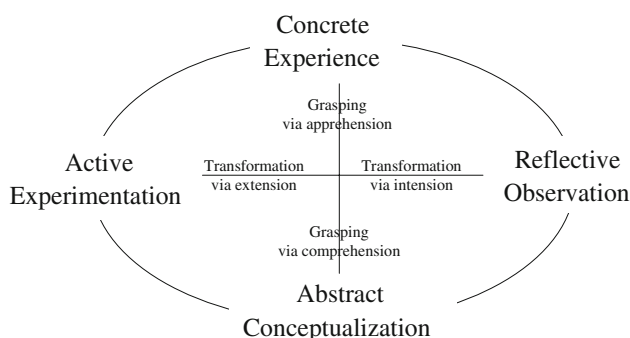 Concrete
Experience
Grasping
via apprehension
Active
Experimentation
Transformation
via extension
Transformation
via intension
Reflective
Observation
Grasping
via comprehension
Abstract
Conceptualization